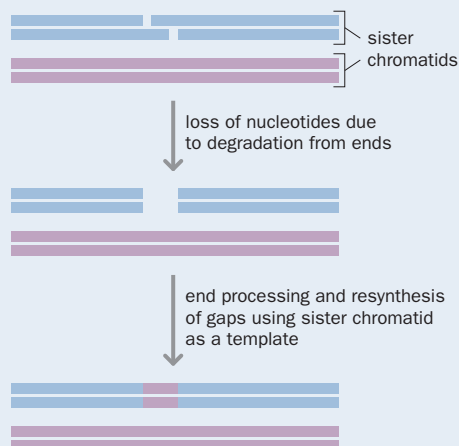 sister
chromatids
loss of nucleotides due
to degradation from ends
end processing and resynthesis
of gaps using sister chromatid
as a template